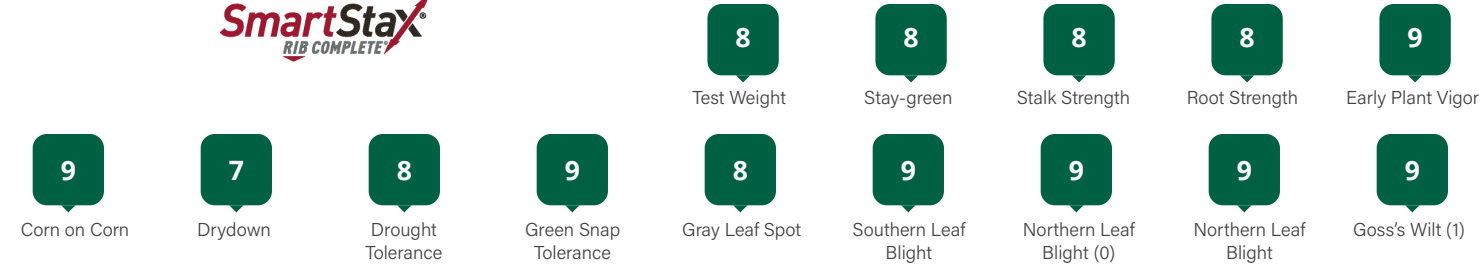 SmartStax®
RIB COMPLETE®
8 8 8 8 9
Test Weight Stay-green Stalk Strength Root Strength Early Plant Vigor
9 7 8 9 8 9 9 9 9
Corn on Corn Drydown Drought Green Snap Gray Leaf Spot Southern Leaf Northern Leaf Northern Leaf Goss's Wilt (1)
Tolerance Tolerance Blight Blight (0) Blight